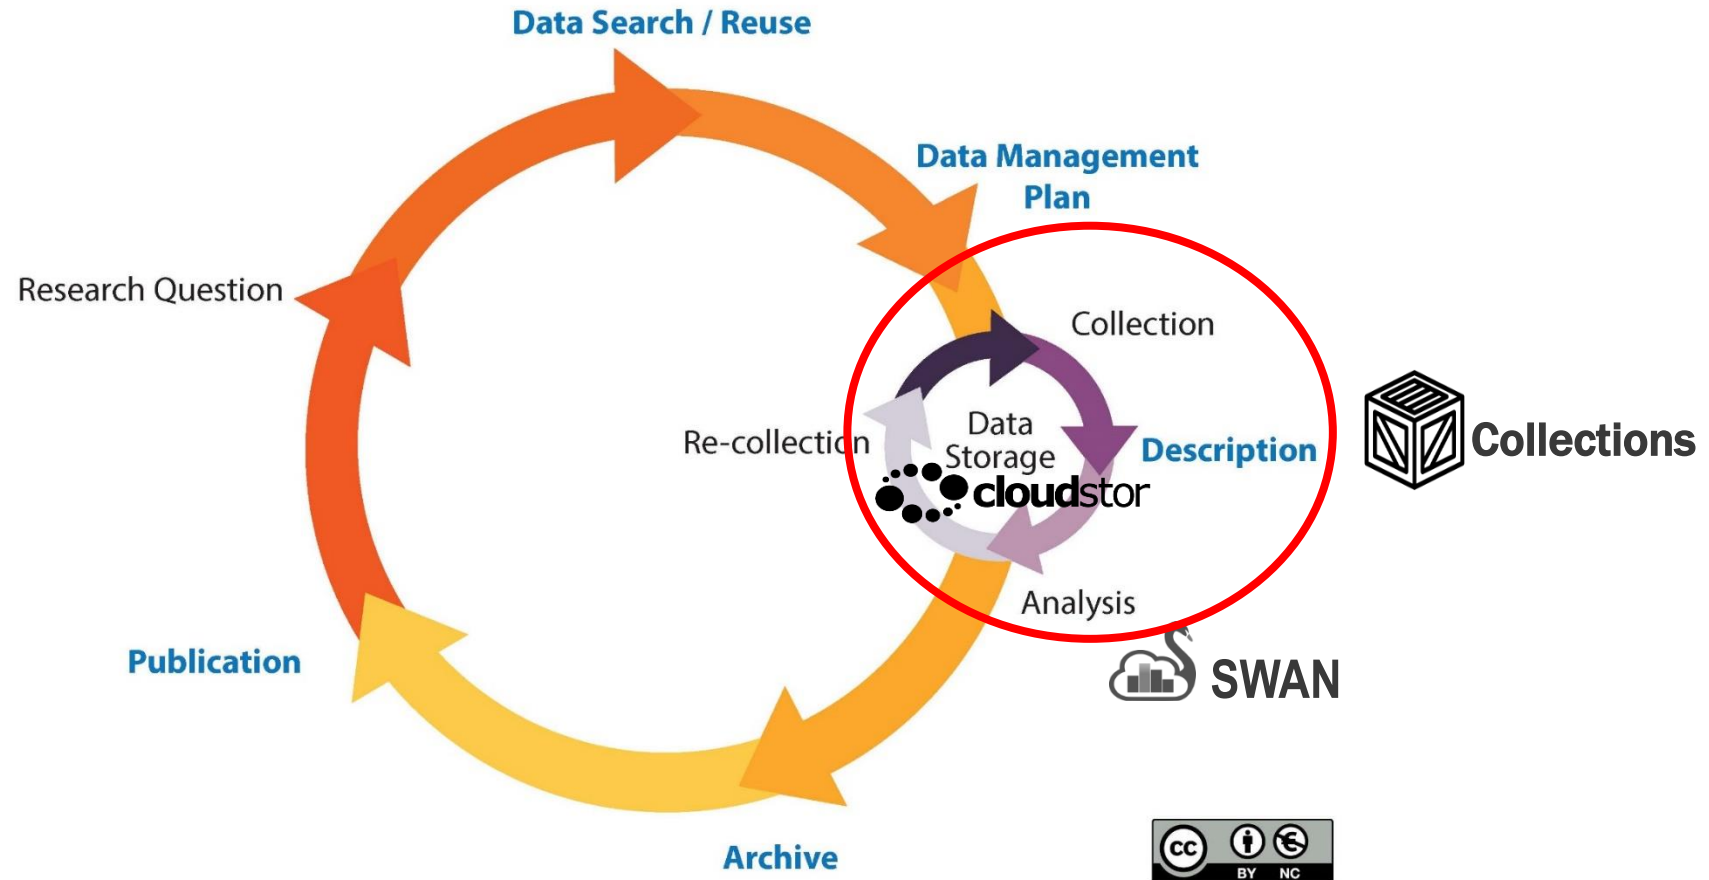 Data Search / Reuse
Data Management
Plan
Research Question
Collection
Data
Storage
Re-collection
Description
Collections
cloudstor
Analysis
Publication
SWAN
Archive
cc
BY NC